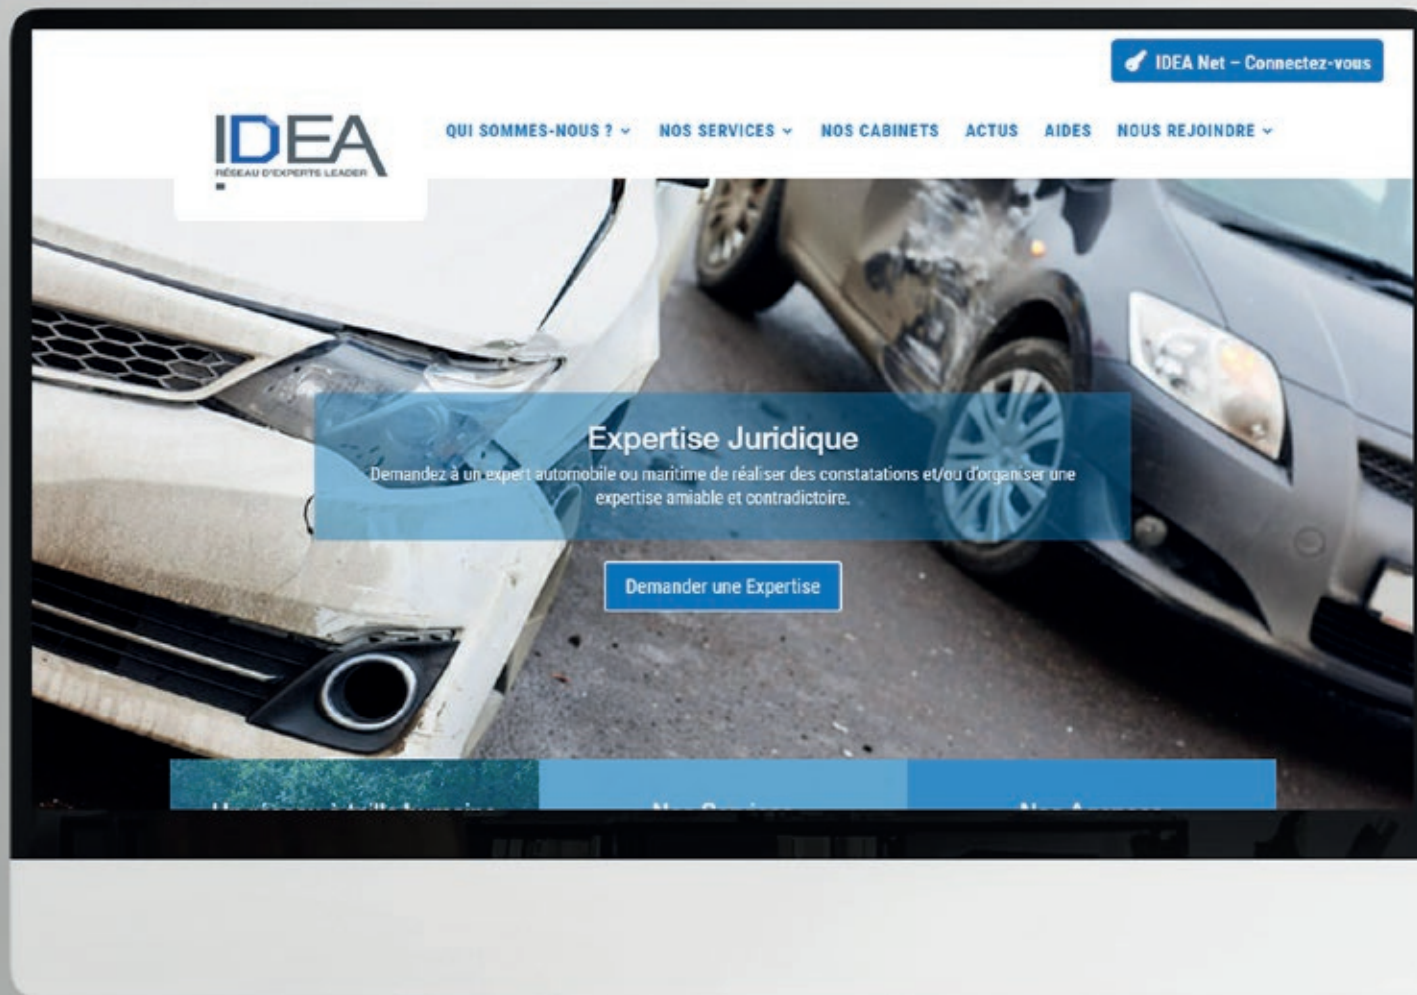 IDEA Net – Connectez-vous
IDEA
RÉSEAU D'EXPERTS LEADER
QUI SOMMES-NOUS ? NOS SERVICES NOS CABINETS ACTUS AIDES NOUS REJOINDRE
Expertise Juridique
Demandez à un expert automobile ou maritime de réaliser des constatations et/ou d'organiser une
expertise amiable et contradictoire.
Demander une Expertise